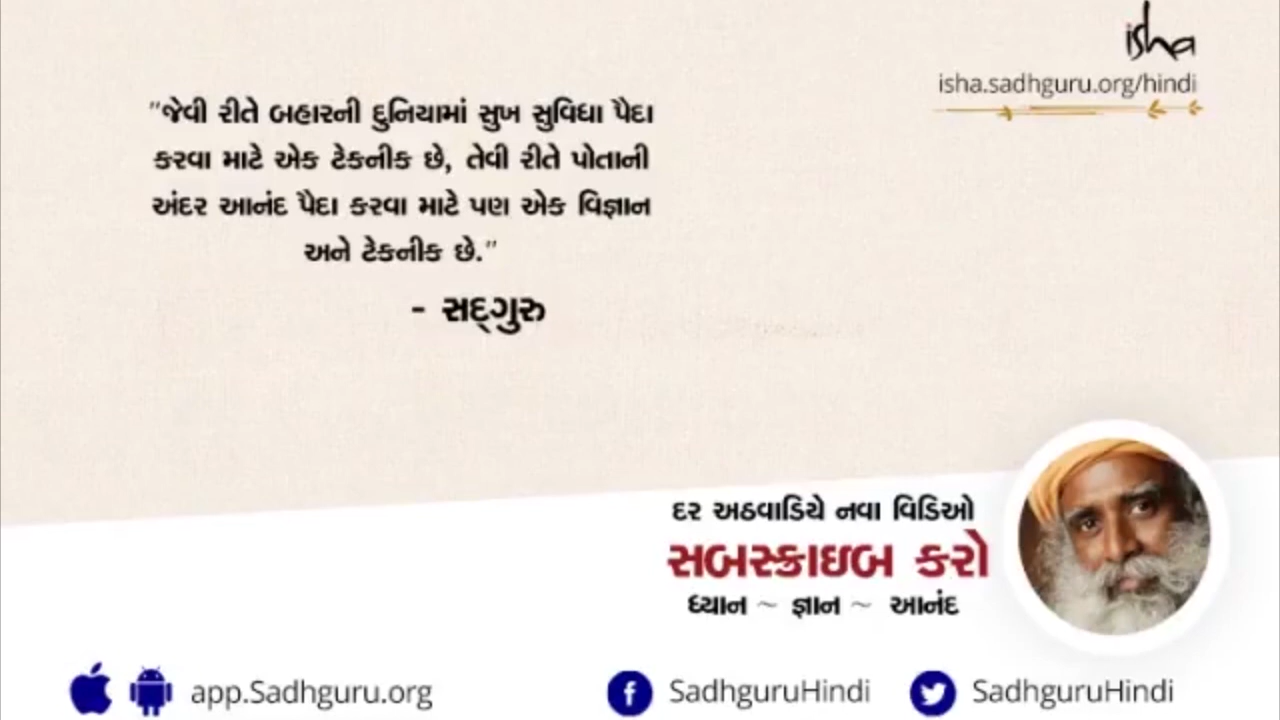 isha
isha.sadhguru.org/hindi
"જેવી રીતે બહારની દુનિયામાં સુખ સુવિધા પૈદા
કરવા માટે એક ટેકનીક છે, તેવી રીતે પોતાની
અંદર આનંદ પૈદા કરવા માટે પણ એક વિજ્ઞાન
અને ટેકનીક છે."
- સદ્‌ગુરુ
દર અઠવાડિયે નવા વિડિઓ
સબસ્ક્રાઇબ કરો
ધ્યાન ~ જ્ઞાન ~ આનંદ
app.Sadhguru.org
SadhguruHindi
SadhguruHindi